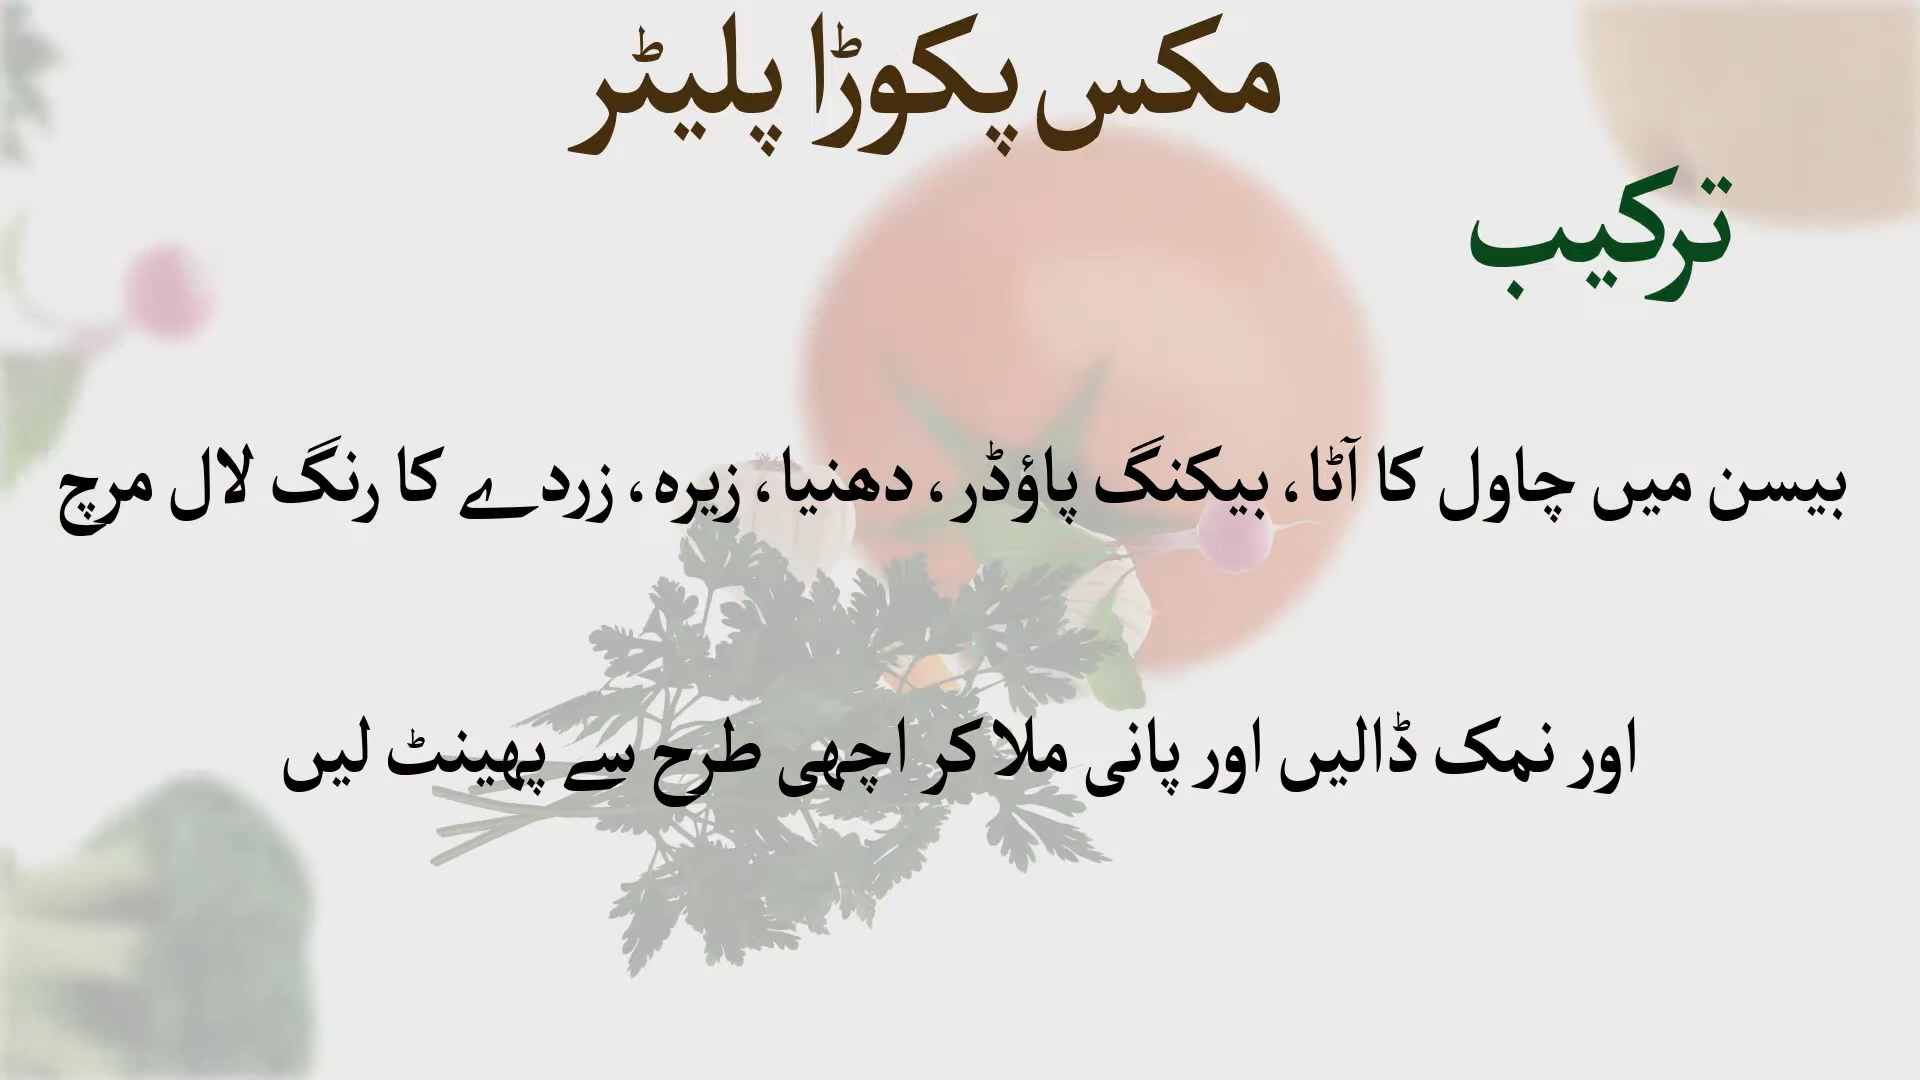 مکس پکوڑا پلیٹر
ترکیب
بیسن میں چاول کا آٹا، بیکنگ پاؤڈر، دھنیا، زیرہ، زردے کا رنگ لال مرچ
اور نمک ڈالیں اور پانی ملا کر اچھی طرح سے پھینٹ لیں